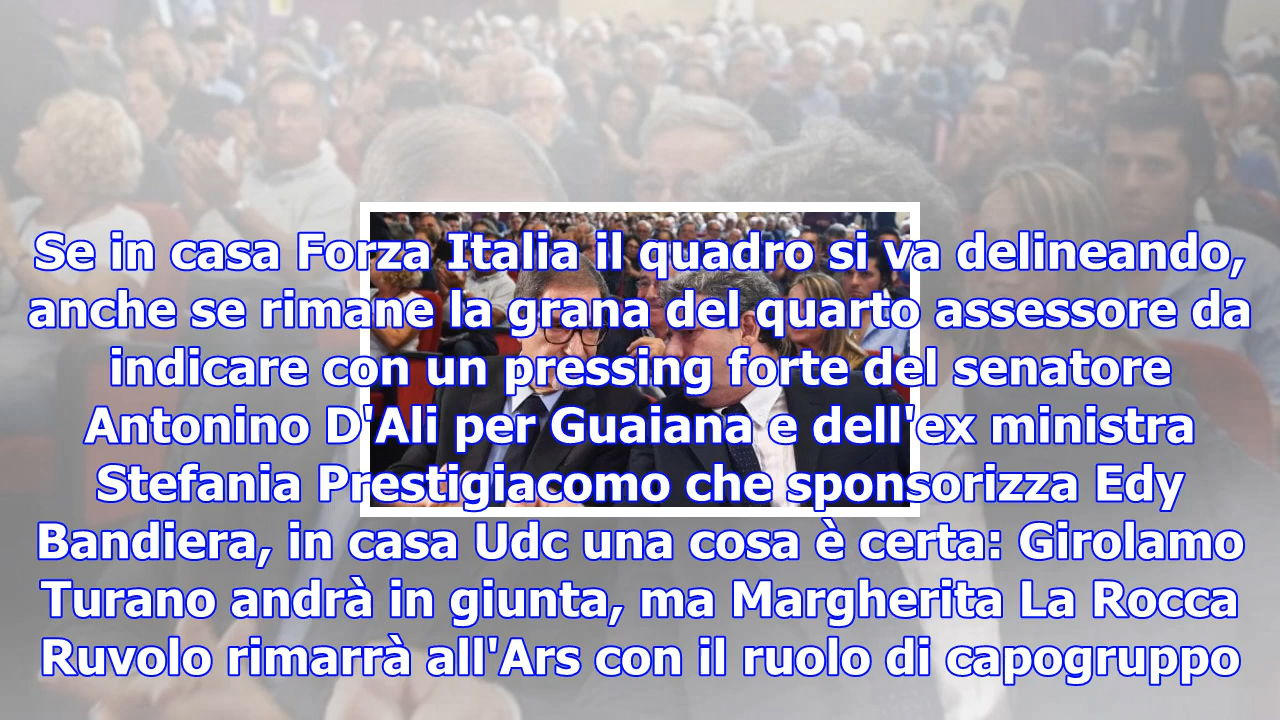 Se in casa Forza Italia il quadro si va delineando,
anche se rimane la grana del quarto assessore da
indicare con un pressing forte del senatore
Antonino D'Ali per Guaiana e dell'ex ministra
Stefania Prestigiacomo che sponsorizza Edy
Bandiera, in casa Udc una cosa è certa: Girolamo
Turano andrà in giunta, ma Margherita La Rocca
Ruvolo rimarrà all'Ars con il ruolo di capogruppo